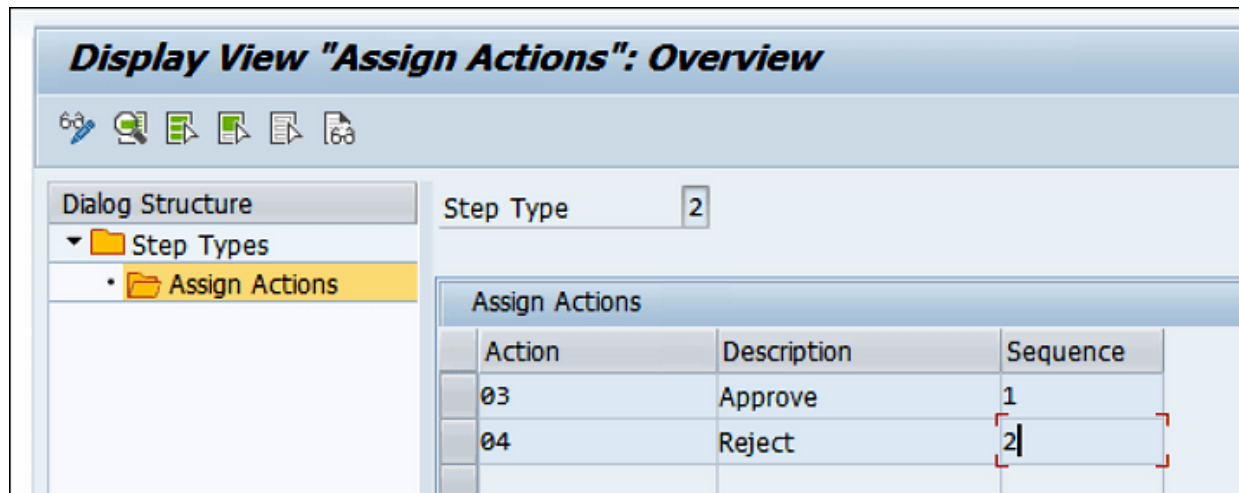 Display View "Assign Actions": Overview
Dialog Structure
Step Types
Assign Actions
Step Type 2
Assign Actions
Action Description Sequence
03 Approve 1
04 Reject 2